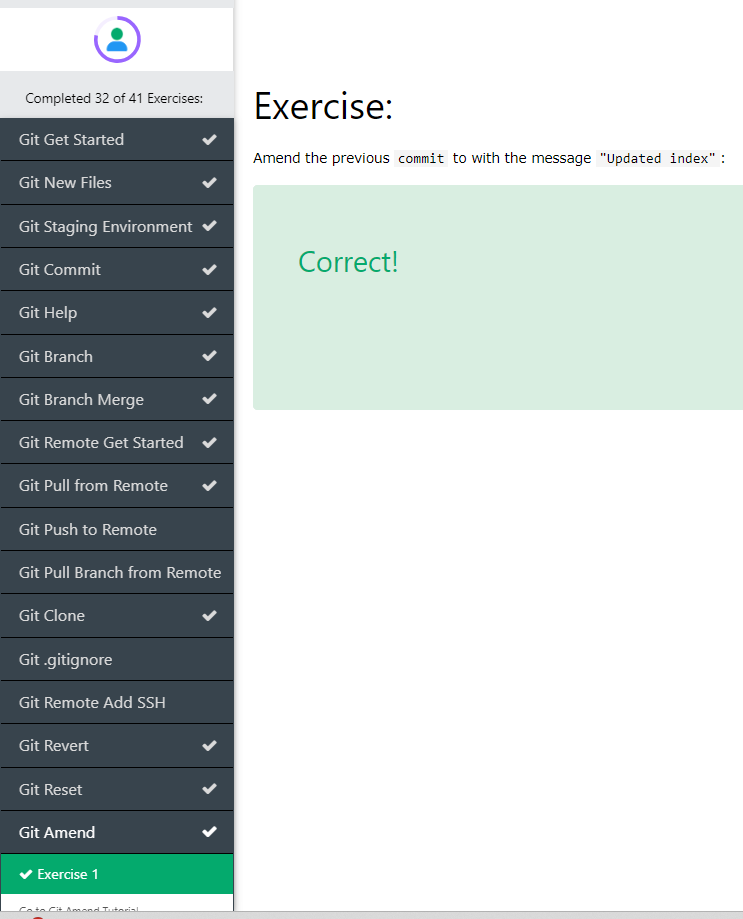 Completed 32 of 41 Exercises:
Git Get Started
Git New Files
Git Staging Environment
Git Commit
Git Help
Git Branch
Git Branch Merge
Git Remote Get Started
Git Pull from Remote
Git Push to Remote
Git Pull Branch from Remote
Git Clone
Git .gitignore
Git Remote Add SSH
Git Revert
Git Reset
Git Amend
Exercise 1
Go to Git Amend Tutorial
Exercise:
Amend the previous commit to with the message "Updated index":
Correct!